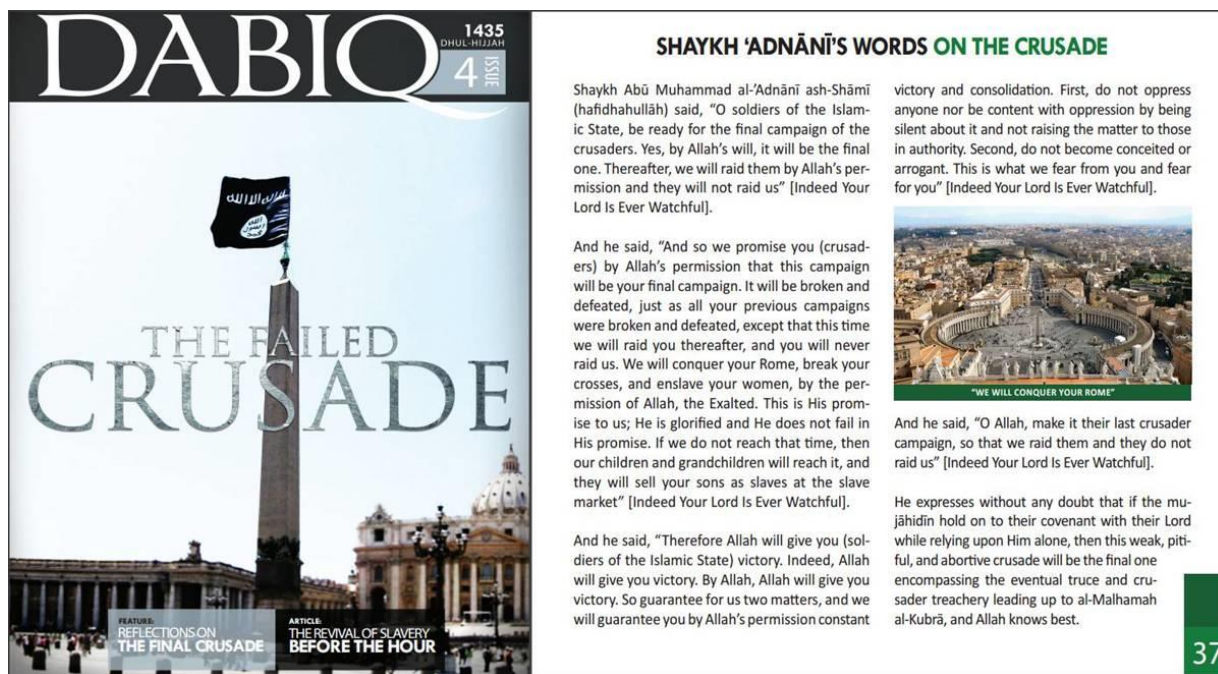 DABIQ
1435
DHUL-HIJJAH
4
ISSUE
لا اله الا الله
الله
رسول
محمد
THE FAILED
CRUSADE
FEATURE:
REFLECTIONS ON
THE FINAL CRUSADE
ARTICLE:
THE REVIVAL OF SLAVERY
BEFORE THE HOUR
SHAYKH ‘ADNĀNĪ’S WORDS ON THE CRUSADE
Shaykh Abū Muhammad al-‘Adnānī ash-Shāmī
(hafidhahullāh) said, “O soldiers of the Islam-
ic State, be ready for the final campaign of the
crusaders. Yes, by Allah’s will, it will be the final
one. Thereafter, we will raid them by Allah’s per-
mission and they will not raid us” [Indeed Your
Lord Is Ever Watchful].
And he said, “And so we promise you (crusad-
ers) by Allah’s permission that this campaign
will be your final campaign. It will be broken and
defeated, just as all your previous campaigns
were broken and defeated, except that this time
we will raid you thereafter, and you will never
raid us. We will conquer your Rome, break your
crosses, and enslave your women, by the per-
mission of Allah, the Exalted. This is His prom-
ise to us; He is glorified and He does not fail in
His promise. If we do not reach that time, then
our children and grandchildren will reach it, and
they will sell your sons as slaves at the slave
market” [Indeed Your Lord Is Ever Watchful].
And he said, “Therefore Allah will give you (sol-
diers of the Islamic State) victory. Indeed, Allah
will give you victory. By Allah, Allah will give you
victory. So guarantee for us two matters, and we
will guarantee you by Allah’s permission constant
victory and consolidation. First, do not oppress
anyone nor be content with oppression by being
silent about it and not raising the matter to those
in authority. Second, do not become conceited or
arrogant. This is what we fear from you and fear
for you” [Indeed Your Lord Is Ever Watchful].
“WE WILL CONQUER YOUR ROME”
And he said, “O Allah, make it their last crusader
campaign, so that we raid them and they do not
raid us” [Indeed Your Lord Is Ever Watchful].
He expresses without any doubt that if the mu-
jāhidīn hold on to their covenant with their Lord
while relying upon Him alone, then this weak, piti-
ful, and abortive crusade will be the final one
encompassing the eventual truce and cru-
sader treachery leading up to al-Malhamah
al-Kubrā, and Allah knows best.
37